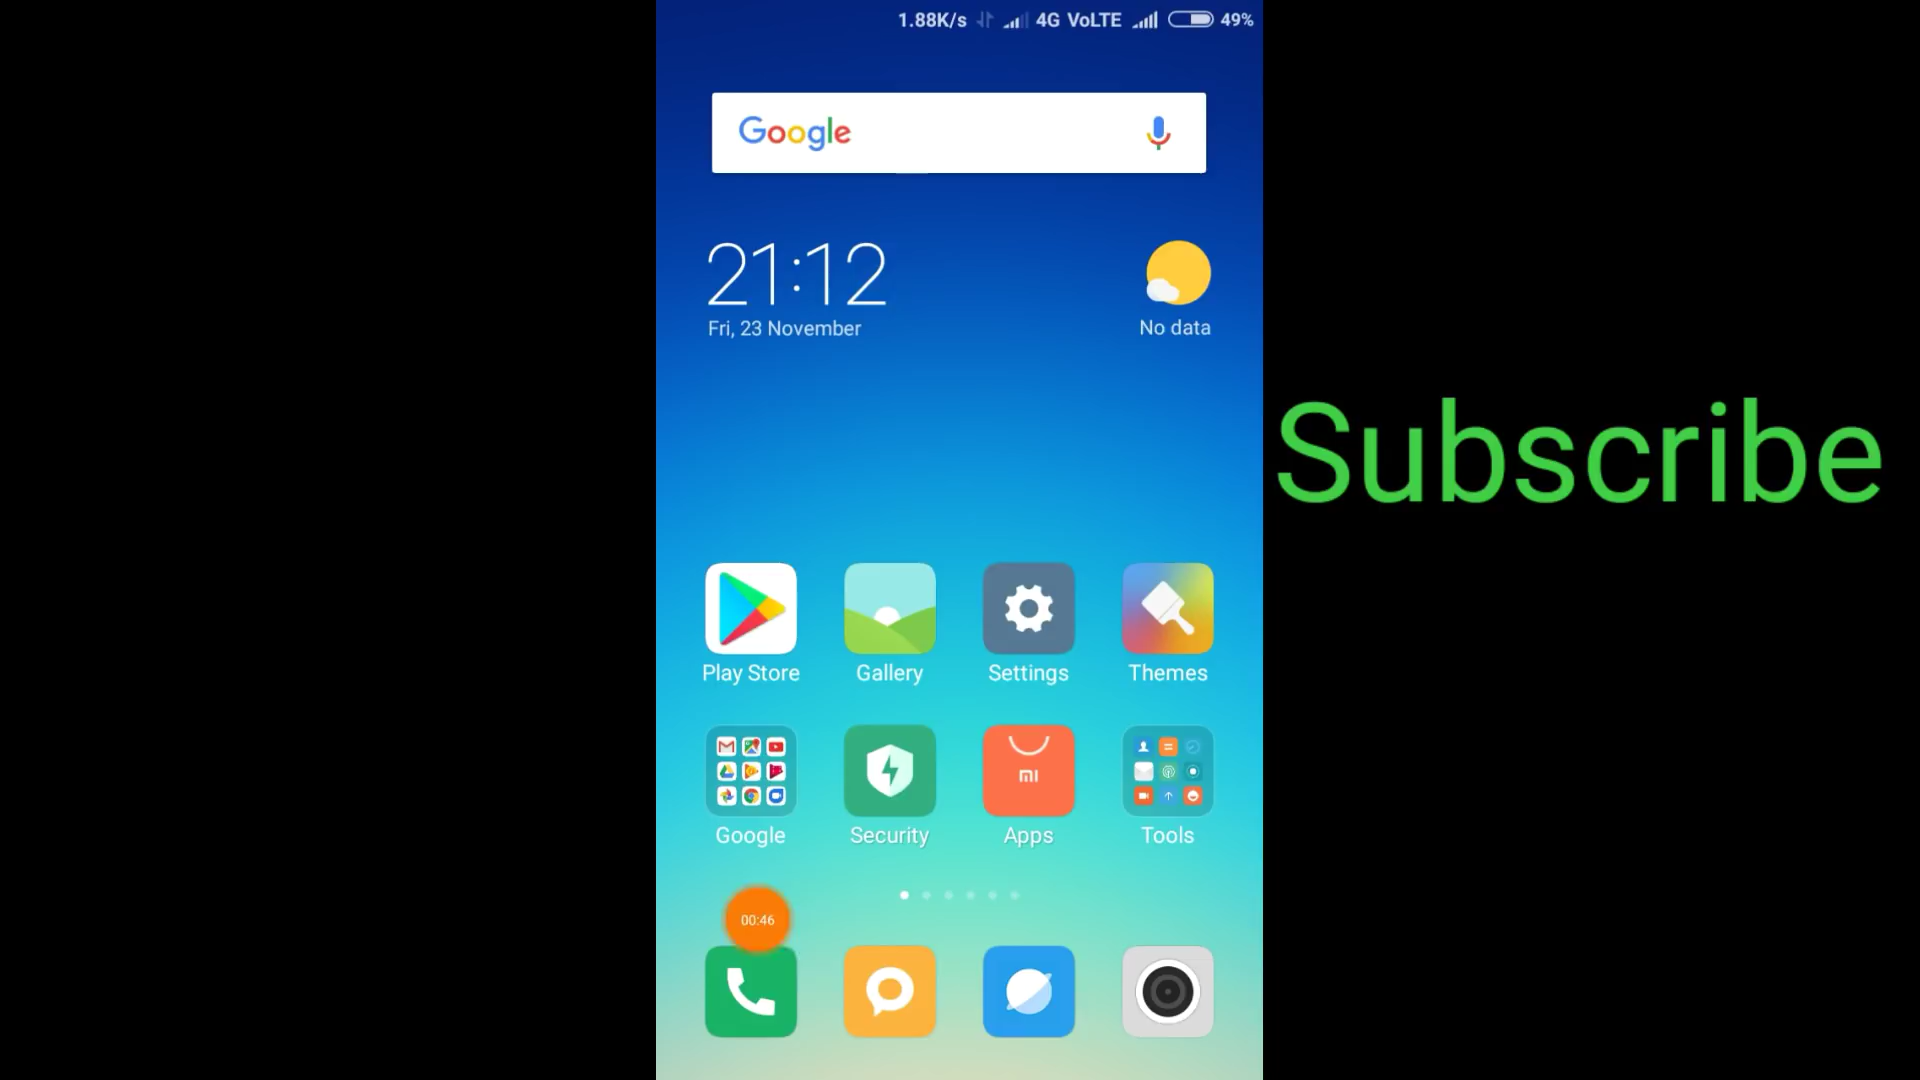 1.88K/s 4G VoLTE 49%
Google
21:12
Fri, 23 November
No data
Subscribe
Play Store Gallery Settings Themes
mi
Google Security Apps Tools
00:46